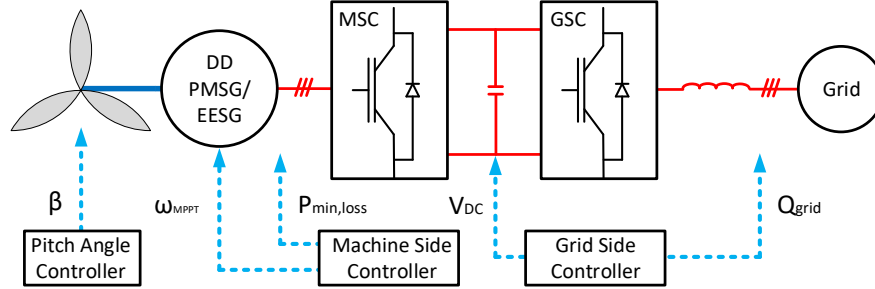 MSC
GSC
DD
PMSG/
EESG
Grid
β
ωMPPT
Pmin,loss
VDC
Qgrid
Pitch Angle
Controller
Machine Side
Controller
Grid Side
Controller